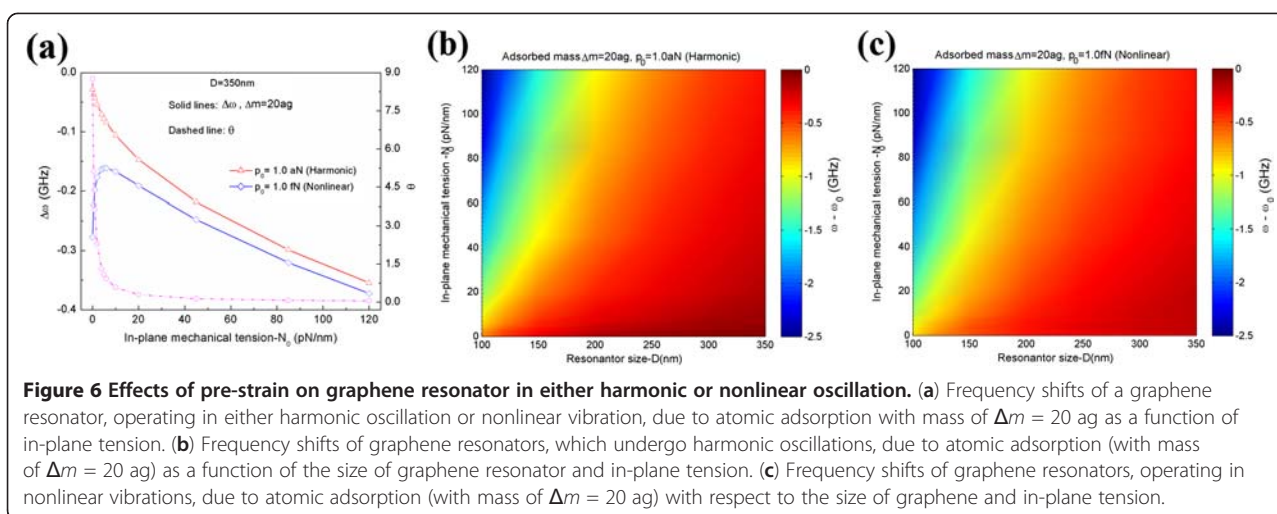 (a)
D=350nm
Solid lines: Δω , Δm=20ag
Dashed line: θ
p₀= 1.0 aN (Harmonic)
p₀= 1.0 fN (Nonlinear)
0.0
-0.1
-0.2
-0.3
-0.4
Δω (GHz)
9.0
7.5
6.0
4.5
3.0
1.5
0.0
θ
0 20 40 60 80 100 120
In-plane mechanical tension-N₀ (pN/nm)
(b)
Adsorbed mass Δm=20ag, p₀=1.0aN (Harmonic)
120
100
80
60
40
20
0
In-plane mechanical tension -N₀ (pN/nm)
100 150 200 250 300 350
Resonantor size-D(nm)
0
-0.5
-1
-1.5
-2
-2.5
ω - ω₀ (GHz)
(c)
Adsorbed mass Δm=20ag, p₀=1.0fN (Nonlinear)
120
100
80
60
40
20
0
In-plane mechanical tension -N₀ (pN/nm)
100 150 200 250 300 350
Resonantor size-D(nm)
0
-0.5
-1
-1.5
-2
-2.5
ω - ω₀ (GHz)
Figure 6 Effects of pre-strain on graphene resonator in either harmonic or nonlinear oscillation. (a) Frequency shifts of a graphene
resonator, operating in either harmonic oscillation or nonlinear vibration, due to atomic adsorption with mass of Δm = 20 ag as a function of
in-plane tension. (b) Frequency shifts of graphene resonators, which undergo harmonic oscillations, due to atomic adsorption (with mass
of Δm = 20 ag) as a function of the size of graphene resonator and in-plane tension. (c) Frequency shifts of graphene resonators, operating in
nonlinear vibrations, due to atomic adsorption (with mass of Δm = 20 ag) with respect to the size of graphene and in-plane tension.